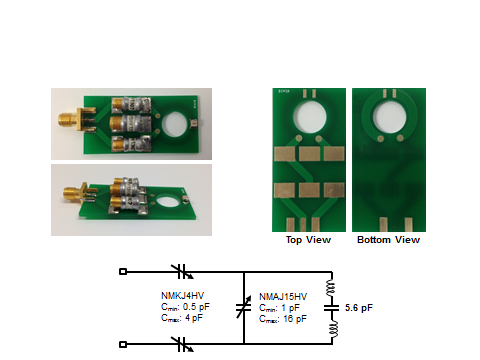 Top View
Bottom View
NMKJ4HV
Cmin: 0.5 pF
Cmax: 4 pF
NMAJ15HV
Cmin: 1 pF
Cmax: 16 pF
5.6 pF